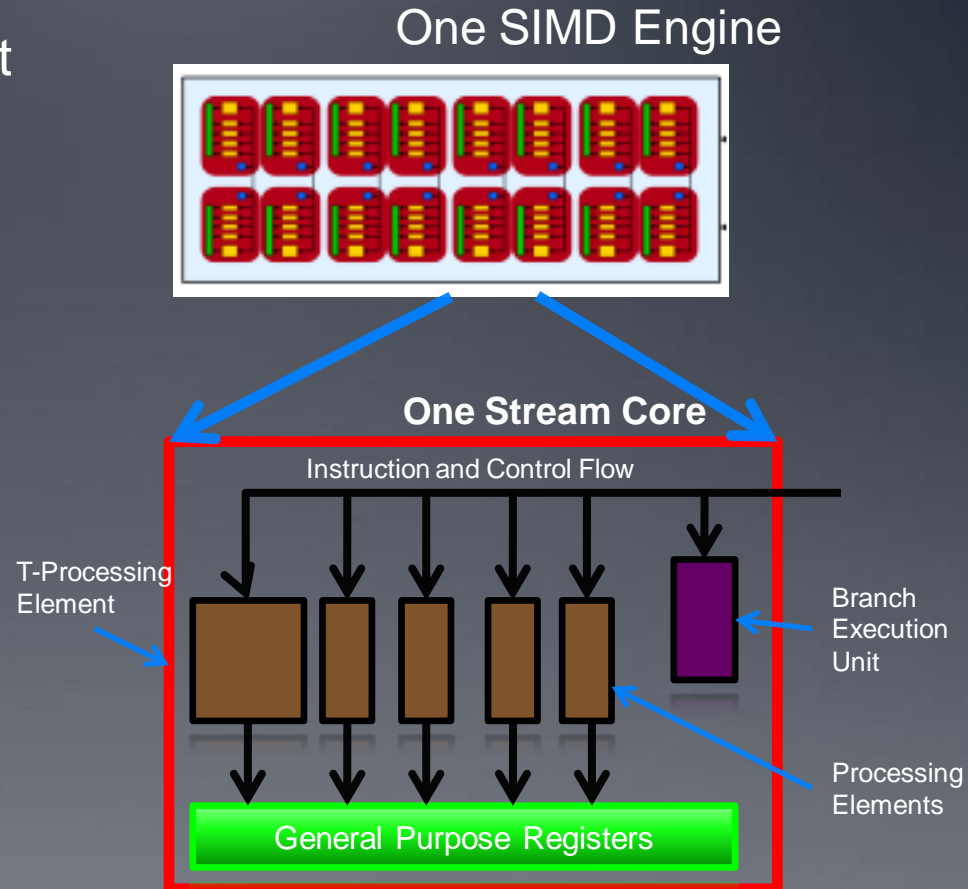 One SIMD Engine
t
One Stream Core
Instruction and Control Flow
T-Processing
Element
Branch
Execution
Unit
Processing
Elements
General Purpose Registers